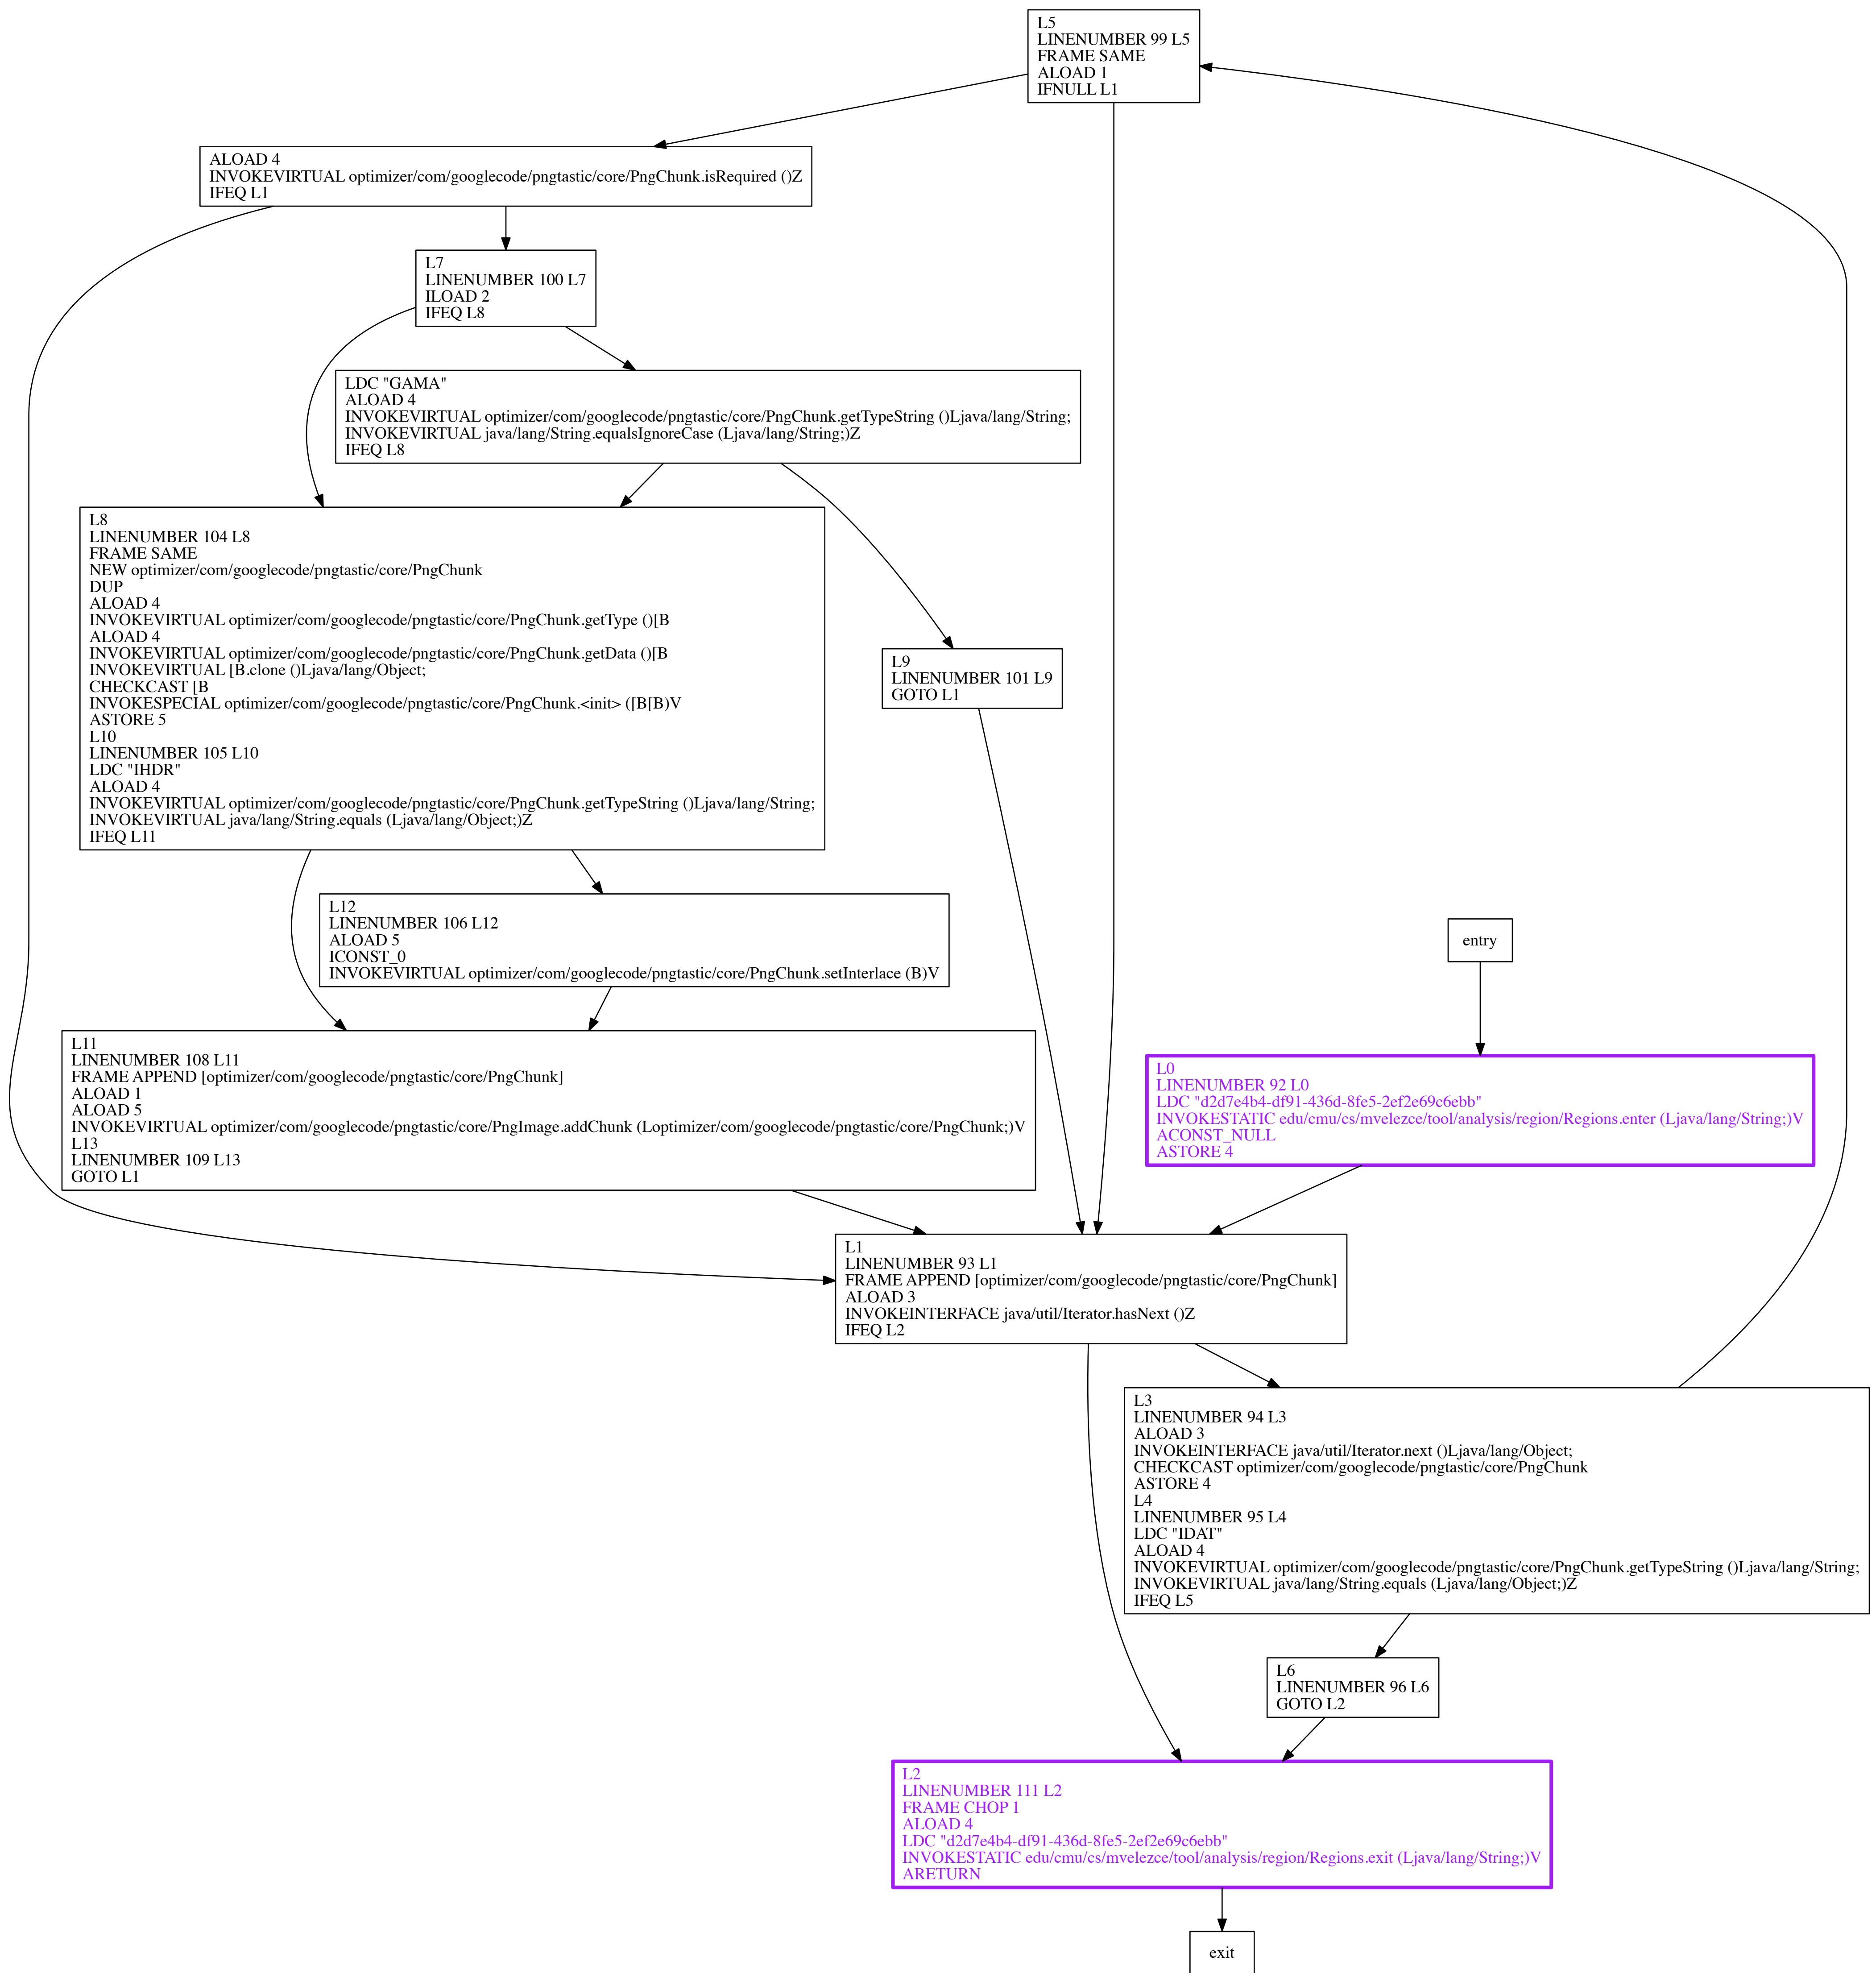 L5
LINENUMBER 99 L5
FRAME SAME
ALOAD 1
IFNULL L1
ALOAD 4
INVOKEVIRTUAL optimizer/com/googlecode/pngtastic/core/PngChunk.isRequired ()Z
IFEQ L1
L7
LINENUMBER 100 L7
ILOAD 2
IFEQ L8
LDC "GAMA"
ALOAD 4
INVOKEVIRTUAL optimizer/com/googlecode/pngtastic/core/PngChunk.getTypeString ()Ljava/lang/String;
INVOKEVIRTUAL java/lang/String.equalsIgnoreCase (Ljava/lang/String;)Z
IFEQ L8
L8
LINENUMBER 104 L8
FRAME SAME
NEW optimizer/com/googlecode/pngtastic/core/PngChunk
DUP
ALOAD 4
INVOKEVIRTUAL optimizer/com/googlecode/pngtastic/core/PngChunk.getType ()[B
ALOAD 4
INVOKEVIRTUAL optimizer/com/googlecode/pngtastic/core/PngChunk.getData ()[B
INVOKEVIRTUAL [B.clone ()Ljava/lang/Object;
CHECKCAST [B
INVOKESPECIAL optimizer/com/googlecode/pngtastic/core/PngChunk.<init> ([B[B)V
ASTORE 5
L10
LINENUMBER 105 L10
LDC "IHDR"
ALOAD 4
INVOKEVIRTUAL optimizer/com/googlecode/pngtastic/core/PngChunk.getTypeString ()Ljava/lang/String;
INVOKEVIRTUAL java/lang/String.equals (Ljava/lang/Object;)Z
IFEQ L11
L9
LINENUMBER 101 L9
GOTO L1
L12
LINENUMBER 106 L12
ALOAD 5
ICONST_0
INVOKEVIRTUAL optimizer/com/googlecode/pngtastic/core/PngChunk.setInterlace (B)V
entry
L11
LINENUMBER 108 L11
FRAME APPEND [optimizer/com/googlecode/pngtastic/core/PngChunk]
ALOAD 1
ALOAD 5
INVOKEVIRTUAL optimizer/com/googlecode/pngtastic/core/PngImage.addChunk (Loptimizer/com/googlecode/pngtastic/core/PngChunk;)V
L13
LINENUMBER 109 L13
GOTO L1
L0
LINENUMBER 92 L0
LDC "d2d7e4b4-df91-436d-8fe5-2ef2e69c6ebb"
INVOKESTATIC edu/cmu/cs/mvelezce/tool/analysis/region/Regions.enter (Ljava/lang/String;)V
ACONST_NULL
ASTORE 4
L1
LINENUMBER 93 L1
FRAME APPEND [optimizer/com/googlecode/pngtastic/core/PngChunk]
ALOAD 3
INVOKEINTERFACE java/util/Iterator.hasNext ()Z
IFEQ L2
L3
LINENUMBER 94 L3
ALOAD 3
INVOKEINTERFACE java/util/Iterator.next ()Ljava/lang/Object;
CHECKCAST optimizer/com/googlecode/pngtastic/core/PngChunk
ASTORE 4
L4
LINENUMBER 95 L4
LDC "IDAT"
ALOAD 4
INVOKEVIRTUAL optimizer/com/googlecode/pngtastic/core/PngChunk.getTypeString ()Ljava/lang/String;
INVOKEVIRTUAL java/lang/String.equals (Ljava/lang/Object;)Z
IFEQ L5
L6
LINENUMBER 96 L6
GOTO L2
L2
LINENUMBER 111 L2
FRAME CHOP 1
ALOAD 4
LDC "d2d7e4b4-df91-436d-8fe5-2ef2e69c6ebb"
INVOKESTATIC edu/cmu/cs/mvelezce/tool/analysis/region/Regions.exit (Ljava/lang/String;)V
ARETURN
exit